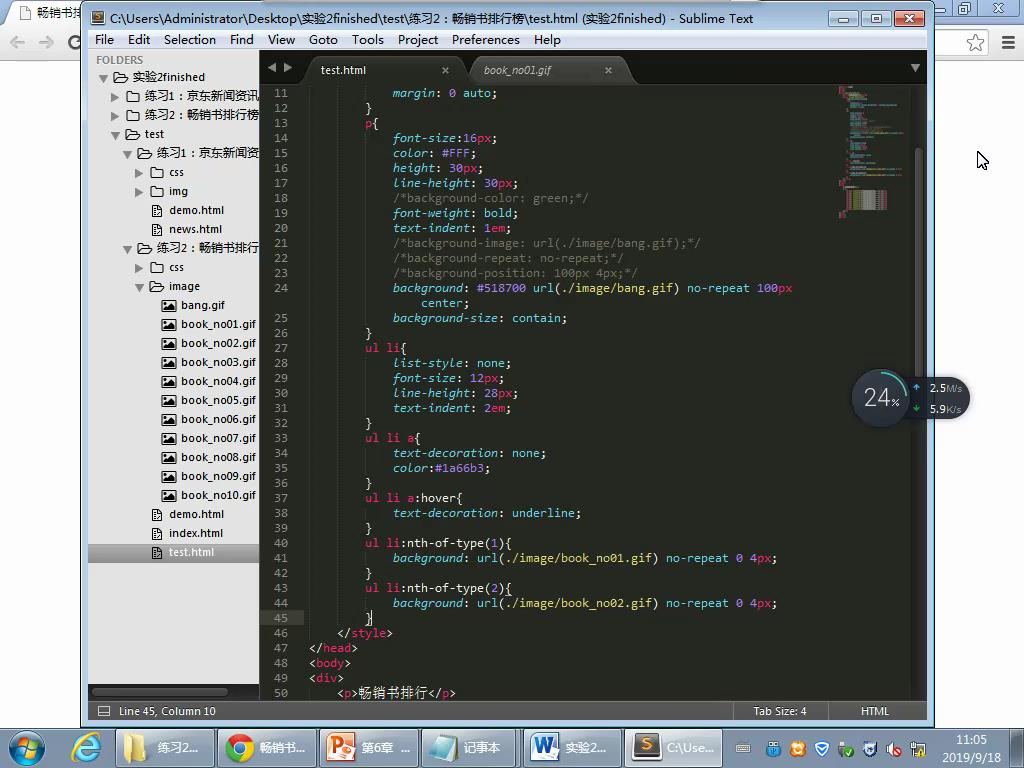 畅销书排
C:\Users\Administrator\Desktop\实验2finished\test\练习2：畅销书排行榜\test.html (实验2finished) - Sublime Text
File Edit Selection Find View Goto Tools Project Preferences Help
FOLDERS
实验2finished
练习1：京东新闻资讯
练习2：畅销书排行榜
test
练习1：京东新闻资
css
img
demo.html
news.html
练习2：畅销书排行
css
image
bang.gif
book_no01.gif
book_no02.gif
book_no03.gif
book_no04.gif
book_no05.gif
book_no06.gif
book_no07.gif
book_no08.gif
book_no09.gif
book_no10.gif
demo.html
index.html
test.html
test.html × book_no01.gif ×
11 margin: 0 auto;
12 }
13 p{
14 font-size:16px;
15 color: #FFF;
16 height: 30px;
17 line-height: 30px;
18 /*background-color: green;*/
19 font-weight: bold;
20 text-indent: 1em;
21 /*background-image: url(./image/bang.gif);*/
22 /*background-repeat: no-repeat;*/
23 /*background-position: 100px 4px;*/
24 background: #518700 url(./image/bang.gif) no-repeat 100px
center;
25 background-size: contain;
26 }
27 ul li{
28 list-style: none;
29 font-size: 12px;
30 line-height: 28px;
31 text-indent: 2em;
32 }
33 ul li a{
34 text-decoration: none;
35 color:#1a66b3;
36 }
37 ul li a:hover{
38 text-decoration: underline;
39 }
40 ul li:nth-of-type(1){
41 background: url(./image/book_no01.gif) no-repeat 0 4px;
42 }
43 ul li:nth-of-type(2){
44 background: url(./image/book_no02.gif) no-repeat 0 4px;
45 }
46 </style>
47 </head>
48 <body>
49 <div>
50 <p>畅销书排行</p>
24%
2.5M/s
5.9K/s
Line 45, Column 10 Tab Size: 4 HTML
练习2... 畅销书... 第6章 ... 记事本 实验2... C:\Use...
11:05
2019/9/18